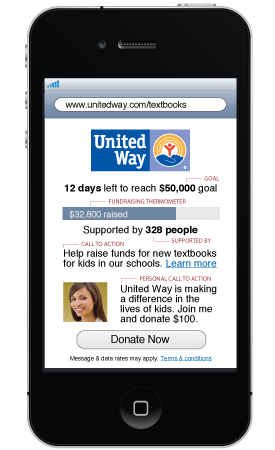 www.unitedway.com/textbooks
United
Way
GOAL
12 days left to reach $50,000 goal
FUNDRAISING THERMOMETER
$32,800 raised
Supported by 328 people
CALL TO ACTION
SUPPORTED BY
Help raise funds for new textbooks
for kids in our schools. Learn more
PERSONAL CALL TO ACTION
United Way is making
a difference in the
lives of kids. Join me
and donate $100.
Donate Now
Message & data rates may apply. Terms & conditions